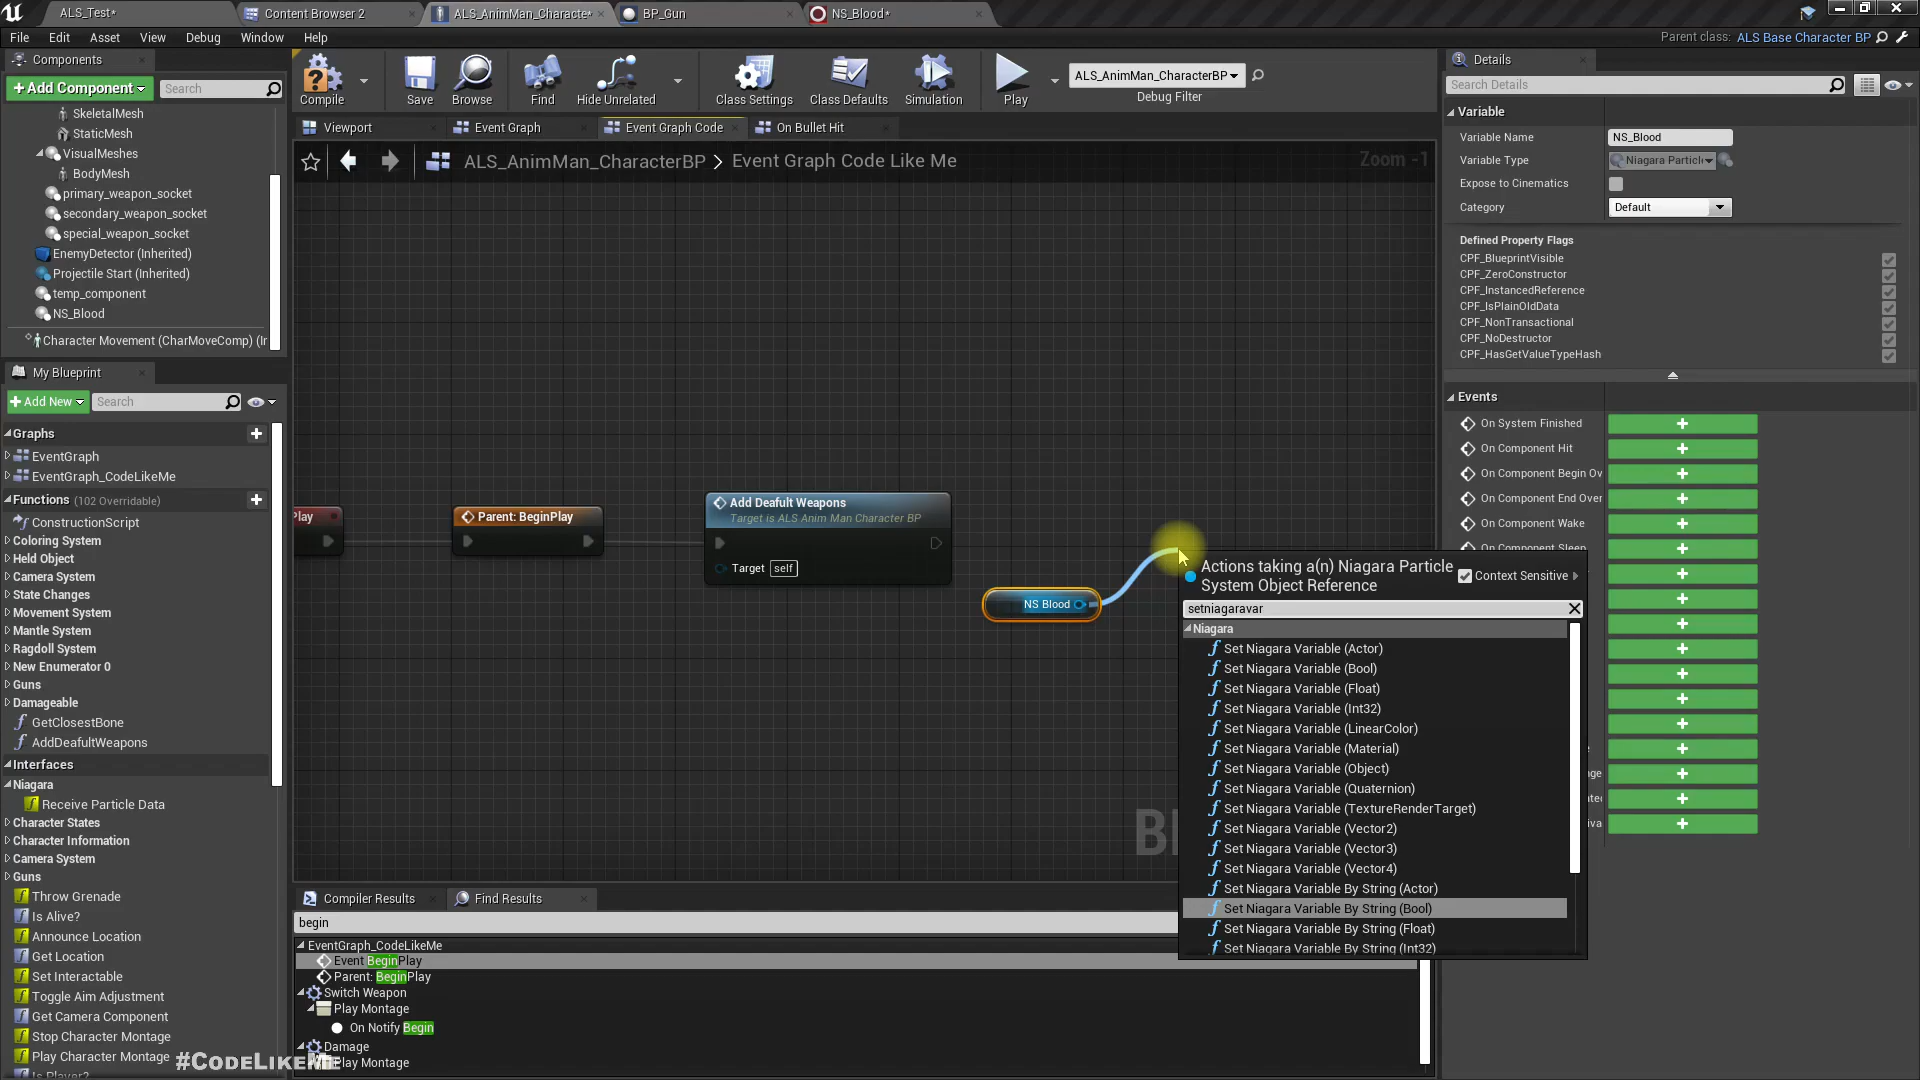 ALS_Test*
Content Browser 2
ALS_AnimMan_Characte*
BP_Gun
NS_Blood*
File Edit Asset View Debug Window Help
Parent class: ALS Base Character BP
Components
+Add Component
Search
SkeletalMesh
StaticMesh
VisualMeshes
BodyMesh
primary_weapon_socket
secondary_weapon_socket
special_weapon_socket
EnemyDetector (Inherited)
Projectile Start (Inherited)
temp_component
NS_Blood
Character Movement (CharMoveComp) (Ir
My Blueprint
+Add New
Search
Graphs
EventGraph
EventGraph_CodeLikeMe
Functions (102 Overridable)
ConstructionScript
Coloring System
Held Object
Camera System
State Changes
Movement System
Mantle System
Ragdoll System
New Enumerator 0
Guns
Damageable
GetClosestBone
AddDeafultWeapons
Interfaces
Niagara
Receive Particle Data
Character States
Character Information
Camera System
Guns
Throw Grenade
Is Alive?
Announce Location
Get Location
Set Interactable
Toggle Aim Adjustment
Get Camera Component
Stop Character Montage
Play Character Montage
Is Player?
#CodeLikeMe
Compile
Save
Browse
Find
Hide Unrelated
Class Settings
Class Defaults
Simulation
Play
ALS_AnimMan_CharacterBP
Debug Filter
Viewport
Event Graph
Event Graph Code
On Bullet Hit
ALS_AnimMan_CharacterBP > Event Graph Code Like Me
Zoom -1
Play
Parent: BeginPlay
Add Deafult Weapons
Target is ALS Anim Man Character BP
Target self
NS Blood
BL
Actions taking a(n) Niagara Particle
System Object Reference
Context Sensitive
setniagaravar
Niagara
Set Niagara Variable (Actor)
Set Niagara Variable (Bool)
Set Niagara Variable (Float)
Set Niagara Variable (Int32)
Set Niagara Variable (LinearColor)
Set Niagara Variable (Material)
Set Niagara Variable (Object)
Set Niagara Variable (Quaternion)
Set Niagara Variable (TextureRenderTarget)
Set Niagara Variable (Vector2)
Set Niagara Variable (Vector3)
Set Niagara Variable (Vector4)
Set Niagara Variable By String (Actor)
Set Niagara Variable By String (Bool)
Set Niagara Variable By String (Float)
Set Niagara Variable By String (Int32)
Compiler Results
Find Results
begin
EventGraph_CodeLikeMe
Event BeginPlay
Parent: BeginPlay
Switch Weapon
Play Montage
On Notify Begin
Damage
Play Montage
Details
Search Details
Variable
Variable Name NS_Blood
Variable Type Niagara Particl
Expose to Cinematics
Category Default
Defined Property Flags
CPF_BlueprintVisible
CPF_ZeroConstructor
CPF_InstancedReference
CPF_IsPlainOldData
CPF_NonTransactional
CPF_NoDestructor
CPF_HasGetValueTypeHash
Events
On System Finished
On Component Hit
On Component Begin Ov
On Component End Over
On Component Wake
On Component Sleep